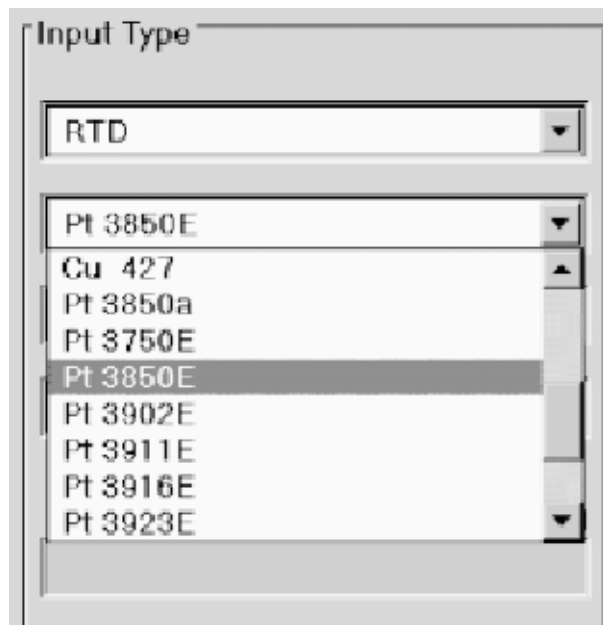 Input Type
RTD
Pt 3850E
Cu 427
Pt 3850a
Pt 3750E
Pt 3850E
Pt 3902E
Pt 3911E
Pt 3916E
Pt 3923E